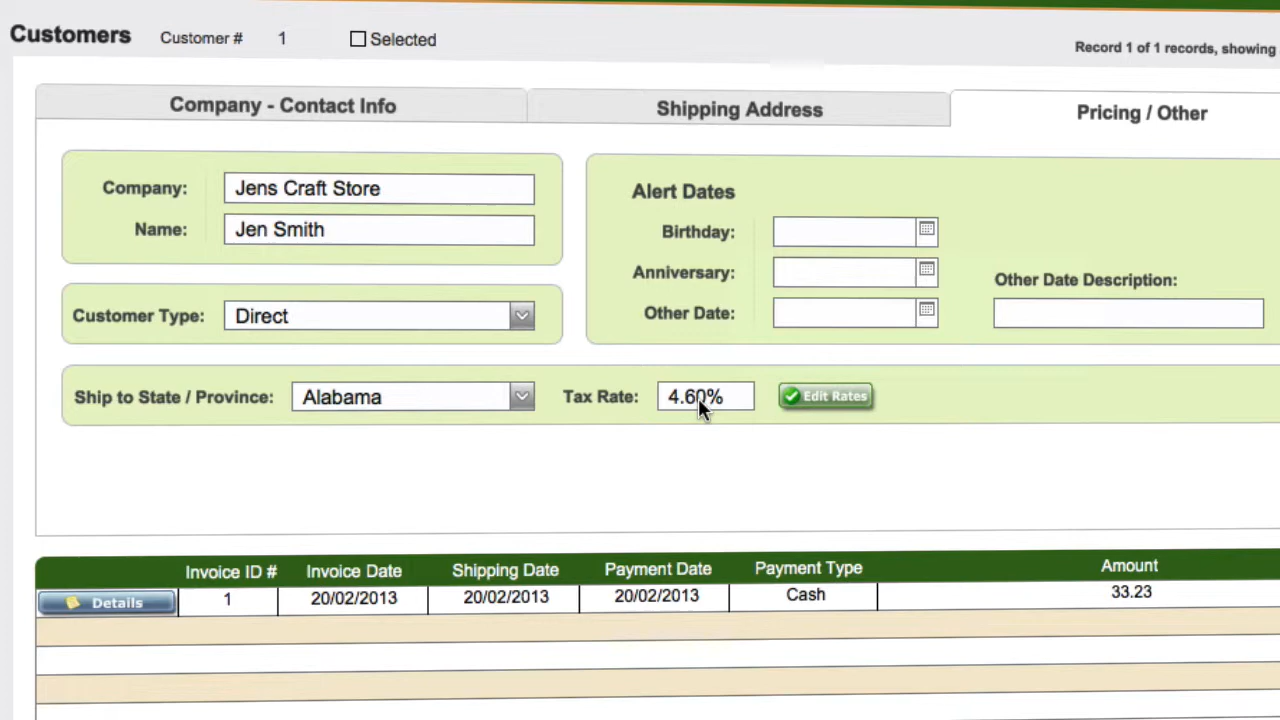 Customers Customer # 1 Selected
Record 1 of 1 records, showing
Company - Contact Info Shipping Address Pricing / Other
Company: Jens Craft Store
Name: Jen Smith
Customer Type: Direct
Alert Dates
Birthday:
Anniversary:
Other Date:
Other Date Description:
Ship to State / Province: Alabama Tax Rate: 4.60% Edit Rates
Invoice ID # Invoice Date Shipping Date Payment Date Payment Type Amount
Details 1 20/02/2013 20/02/2013 20/02/2013 Cash 33.23